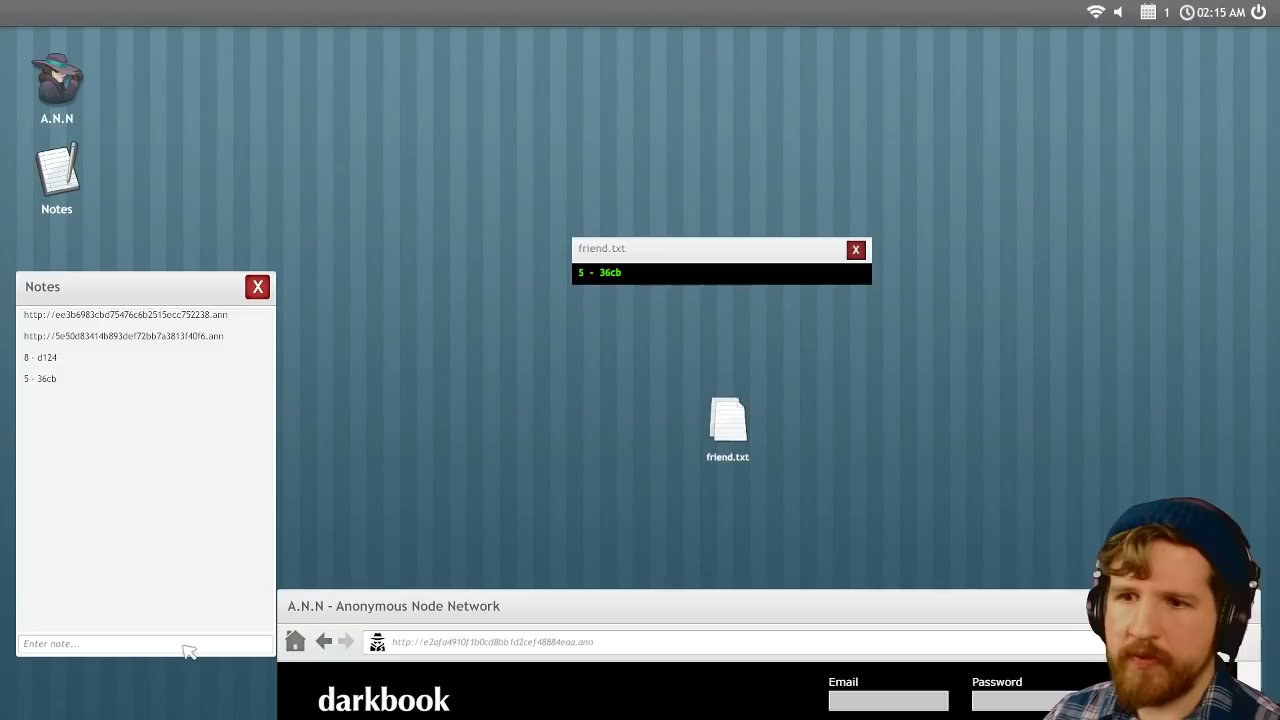 1
02:15 AM
A.N.N
Notes
friend.txt
X
5 - 36cb
Notes
X
http://ee3b6983cbd75476c6b2515ecc752238.ann
http://5e50d83414b893def72bb7a3813f40f6.ann
8 - d124
5 - 36cb
friend.txt
Enter note...
A.N.N - Anonymous Node Network
http://e2afa4910f1b0cd8bb1d2cef48884eaa.ann
Email
Password
darkbook